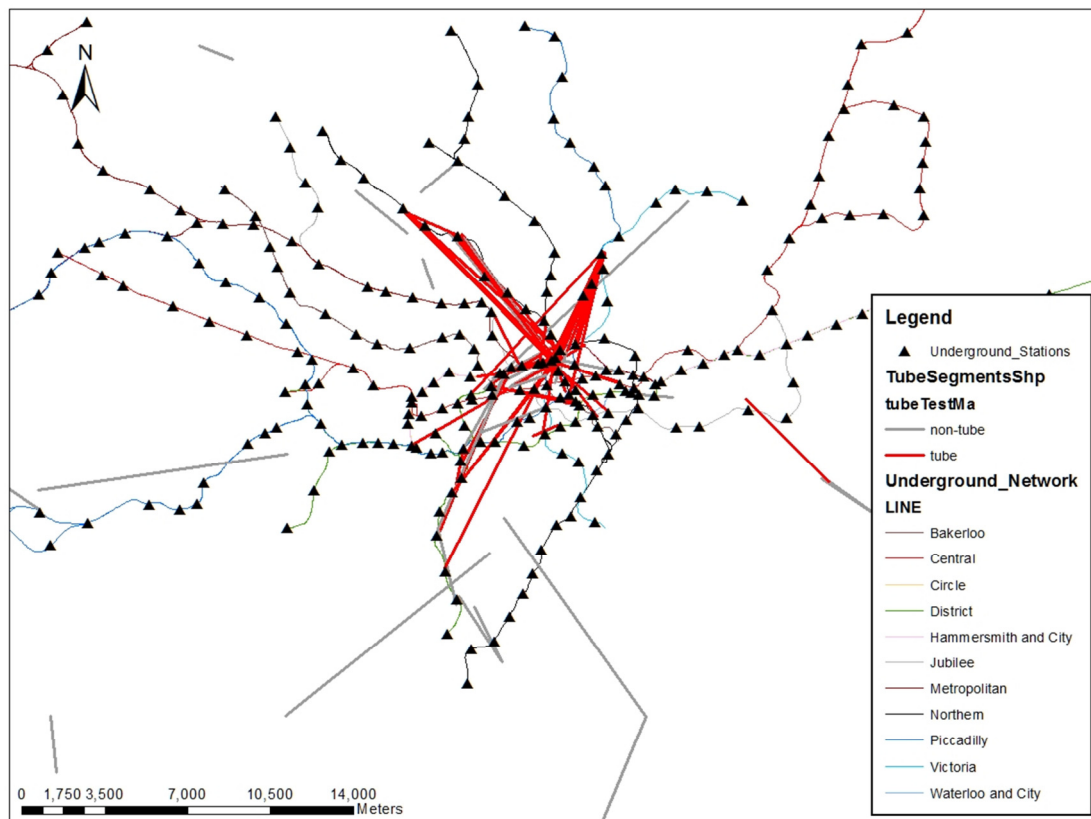 N
Legend
Underground_Stations
TubeSegmentsShp
tubeTestMa
non-tube
tube
Underground_Network
LINE
Bakerloo
Central
Circle
District
Hammersmith and City
Jubilee
Metropolitan
Northern
Piccadilly
Victoria
Waterloo and City
0 1,750 3,500 7,000 10,500 14,000
Meters